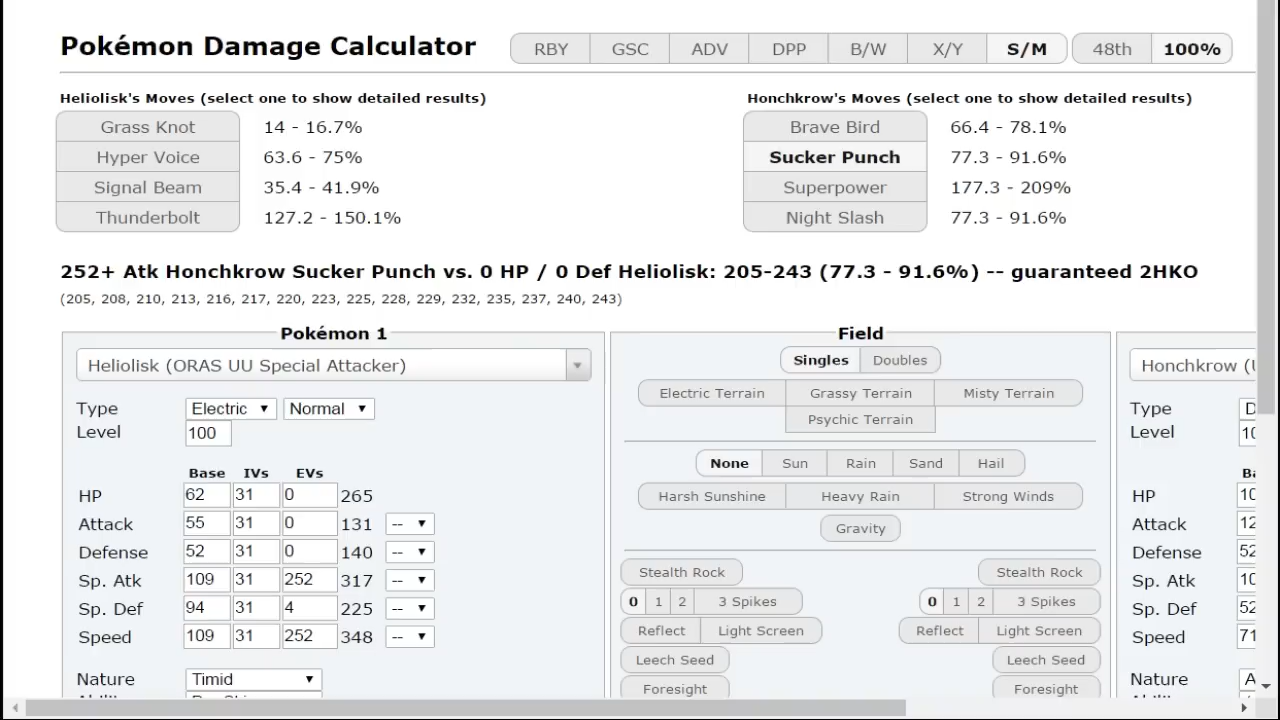 Pokémon Damage Calculator RBY GSC ADV DPP B/W X/Y S/M 48th 100%
Heliolisk's Moves (select one to show detailed results) Honchkrow's Moves (select one to show detailed results)
Grass Knot 14 - 16.7% Brave Bird 66.4 - 78.1%
Hyper Voice 63.6 - 75% Sucker Punch 77.3 - 91.6%
Signal Beam 35.4 - 41.9% Superpower 177.3 - 209%
Thunderbolt 127.2 - 150.1% Night Slash 77.3 - 91.6%
252+ Atk Honchkrow Sucker Punch vs. 0 HP / 0 Def Heliolisk: 205-243 (77.3 - 91.6%) -- guaranteed 2HKO
(205, 208, 210, 213, 216, 217, 220, 223, 225, 228, 229, 232, 235, 237, 240, 243)
Pokémon 1
Heliolisk (ORAS UU Special Attacker)
Type Electric Normal
Level 100
Base IVs EVs
HP 62 31 0 265
Attack 55 31 0 131 --
Defense 52 31 0 140 --
Sp. Atk 109 31 252 317 --
Sp. Def 94 31 4 225 --
Speed 109 31 252 348 --
Nature Timid
Field
Singles Doubles
Electric Terrain Grassy Terrain Misty Terrain
Psychic Terrain
None Sun Rain Sand Hail
Harsh Sunshine Heavy Rain Strong Winds
Gravity
Stealth Rock Stealth Rock
0 1 2 3 Spikes 0 1 2 3 Spikes
Reflect Light Screen Reflect Light Screen
Leech Seed Leech Seed
Foresight Foresight
Honchkrow (U
Type D
Level 10
Ba
HP 10
Attack 12
Defense 52
Sp. Atk 10
Sp. Def 52
Speed 71
Nature A